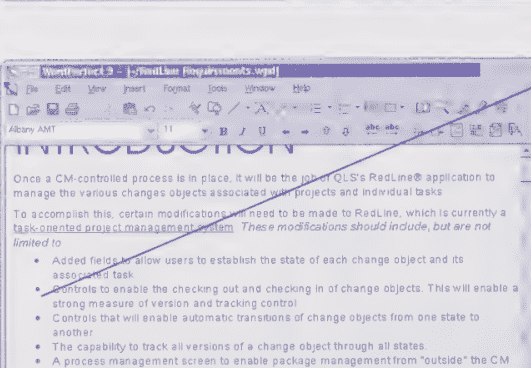 WordPerfect 9 - [-\RedLine Requirements.wpd]
File Edit View Insert Format Tools Window Help
Albany AMT 11 B I U abc abc
INTRODUCTION
Once a CM-controlled process is in place, it will be the job of QLS's RedLine® application to
manage the various changes objects associated with projects and individual tasks
To accomplish this, certain modifications will need to be made to RedLine, which is currently a
task-oriented project management system These modifications should include, but are not
limited to
• Added fields to allow users to establish the state of each change object and its
associated task
• Controls to enable the checking out and checking in of change objects. This will enable a
strong measure of version and tracking control
• Controls that will enable automatic transitions of change objects from one state to
another
• The capability to track all versions of a change object through all states.
• A process management screen to enable package management from "outside" the CM